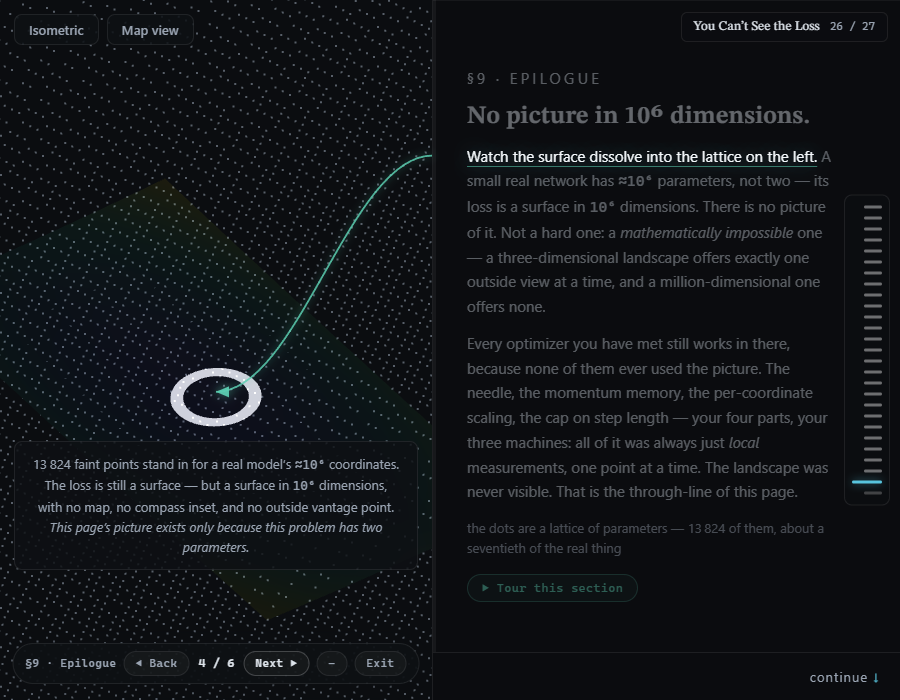 Isometric
Map view
You Can't See the Loss 26 / 27
§9 · EPILOGUE
No picture in 10⁶ dimensions.
Watch the surface dissolve into the lattice on the left. A
small real network has ≈10⁶ parameters, not two — its
loss is a surface in 10⁶ dimensions. There is no picture
of it. Not a hard one: a mathematically impossible one
— a three-dimensional landscape offers exactly one
outside view at a time, and a million-dimensional one
offers none.
Every optimizer you have met still works in there,
because none of them ever used the picture. The
needle, the momentum memory, the per-coordinate
scaling, the cap on step length — your four parts, your
three machines: all of it was always just local
measurements, one point at a time. The landscape was
never visible. That is the through-line of this page.
the dots are a lattice of parameters — 13 824 of them, about a
seventieth of the real thing
▶ Tour this section
13 824 faint points stand in for a real model's ≈10⁶ coordinates.
The loss is still a surface — but a surface in 10⁶ dimensions,
with no map, no compass inset, and no outside vantage point.
This page's picture exists only because this problem has two
parameters.
§9 · Epilogue ◀ Back 4 / 6 Next ▶ − Exit
continue ↓